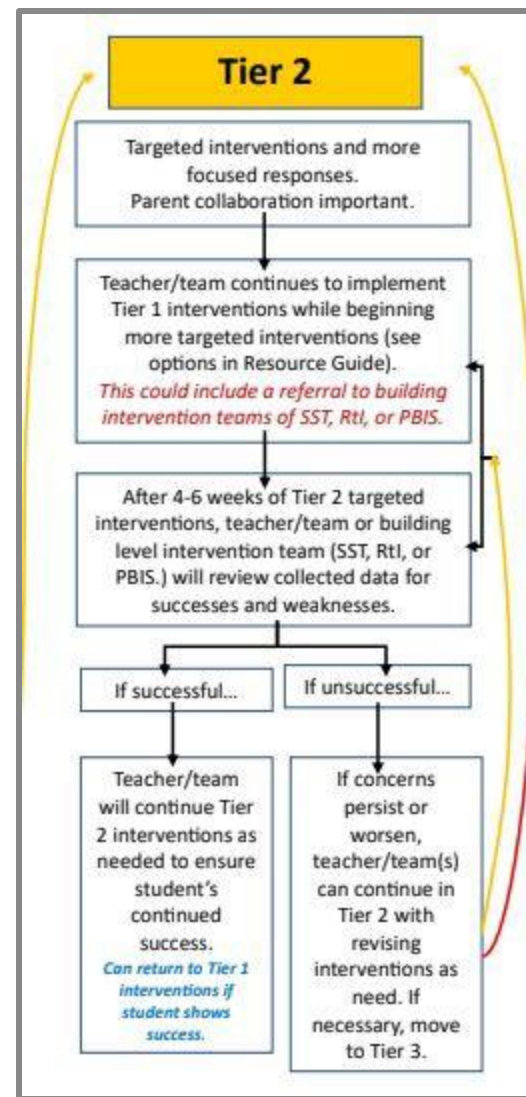 Tier 2
Targeted interventions and more
focused responses.
Parent collaboration important.
Teacher/team continues to implement
Tier 1 interventions while beginning
more targeted interventions (see
options in Resource Guide).
This could include a referral to building
intervention teams of SST, RtI, or PBIS.
After 4-6 weeks of Tier 2 targeted
interventions, teacher/team or building
level intervention team (SST, RtI, or
PBIS.) will review collected data for
successes and weaknesses.
If successful...
If unsuccessful...
Teacher/team
will continue Tier
2 interventions as
needed to ensure
student's
continued
success.
Can return to Tier 1
interventions if
student shows
success.
If concerns
persist or
worsen,
teacher/team(s)
can continue in
Tier 2 with
revising
interventions as
need. If
necessary, move
to Tier 3.